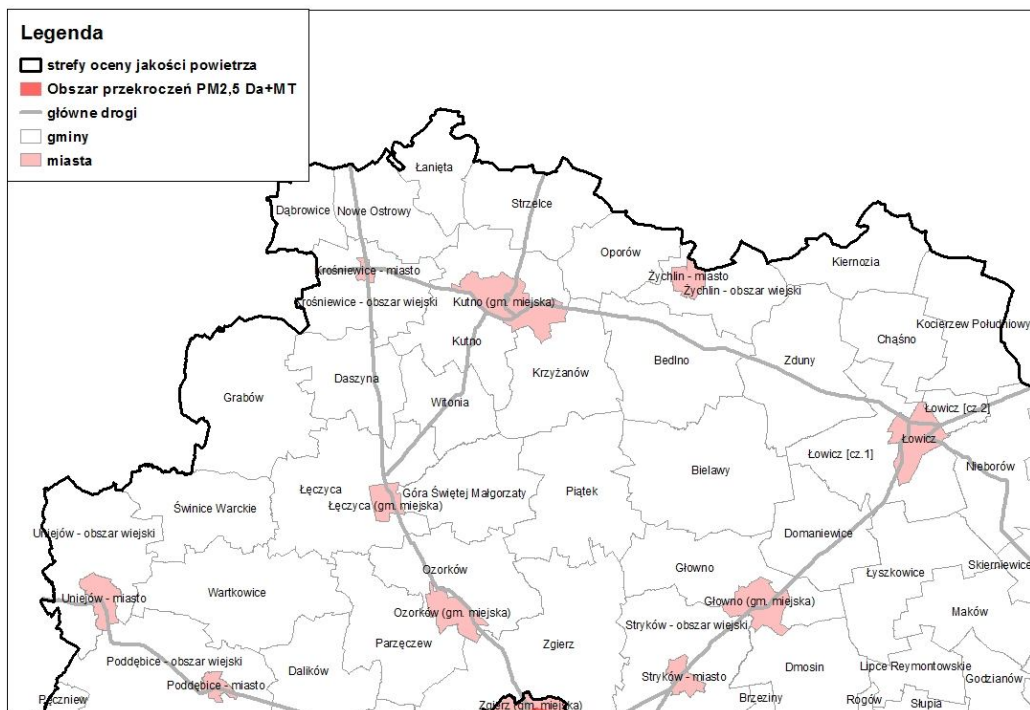 Legenda
strefy oceny jakości powietrza
Obszar przekroczeń PM2,5 Da+MT
główne drogi
gminy
miasta
Łanięta
Dąbrowice
Nowe Ostrowy
Strzelce
Oporów
Kiernozia
Krośniewice - miasto
Żychlin - miasto
Żychlin - obszar wiejski
Krośniewice - obszar wiejski
Kutno (gm. miejska)
Kocierzew Południowy
Chąśno
Kutno
Bedlno
Zduny
Krzyżanów
Daszyna
Grabów
Witonia
Łowicz [cz.2]
Łowicz
Łowicz [cz.1]
Nieborów
Bielawy
Łęczyca
Góra Świętej Małgorzaty
Piątek
Łęczyca (gm. miejska)
Świnice Warckie
Uniejów - obszar wiejski
Domaniewice
Skierniewice
Ozorków
Głowno
Łyszkowice
Wartkowice
Uniejów - miasto
Głowno (gm. miejska)
Ozorków (gm. miejska)
Maków
Stryków - obszar wiejski
Parzęczew
Zgierz
Poddębice - obszar wiejski
Dalików
Dmosin
Lipce Reymontowskie
Godzianów
Stryków - miasto
Poddębice - miasto
Pęczniew
Brzeziny
Rogów
Słupia
Zgierz (gm. miejska)